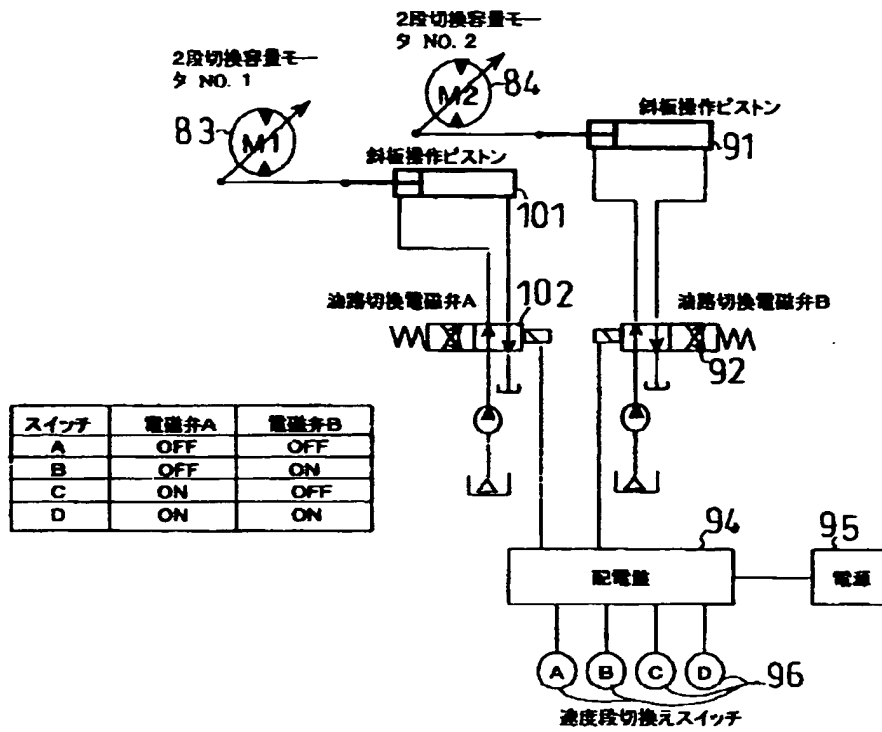 2段切換容量モー
タ NO. 2
2段切換容量モー
タ NO. 1
M2
84
83
M1
斜板操作ピストン
91
斜板操作ピストン
101
油路切換電磁弁A
102
油路切換電磁弁B
92
スイッチ 電磁弁A 電磁弁B
A OFF OFF
B OFF ON
C ON OFF
D ON ON
94
95
配電盤
電源
A B C D
96
速度段切換えスイッチ